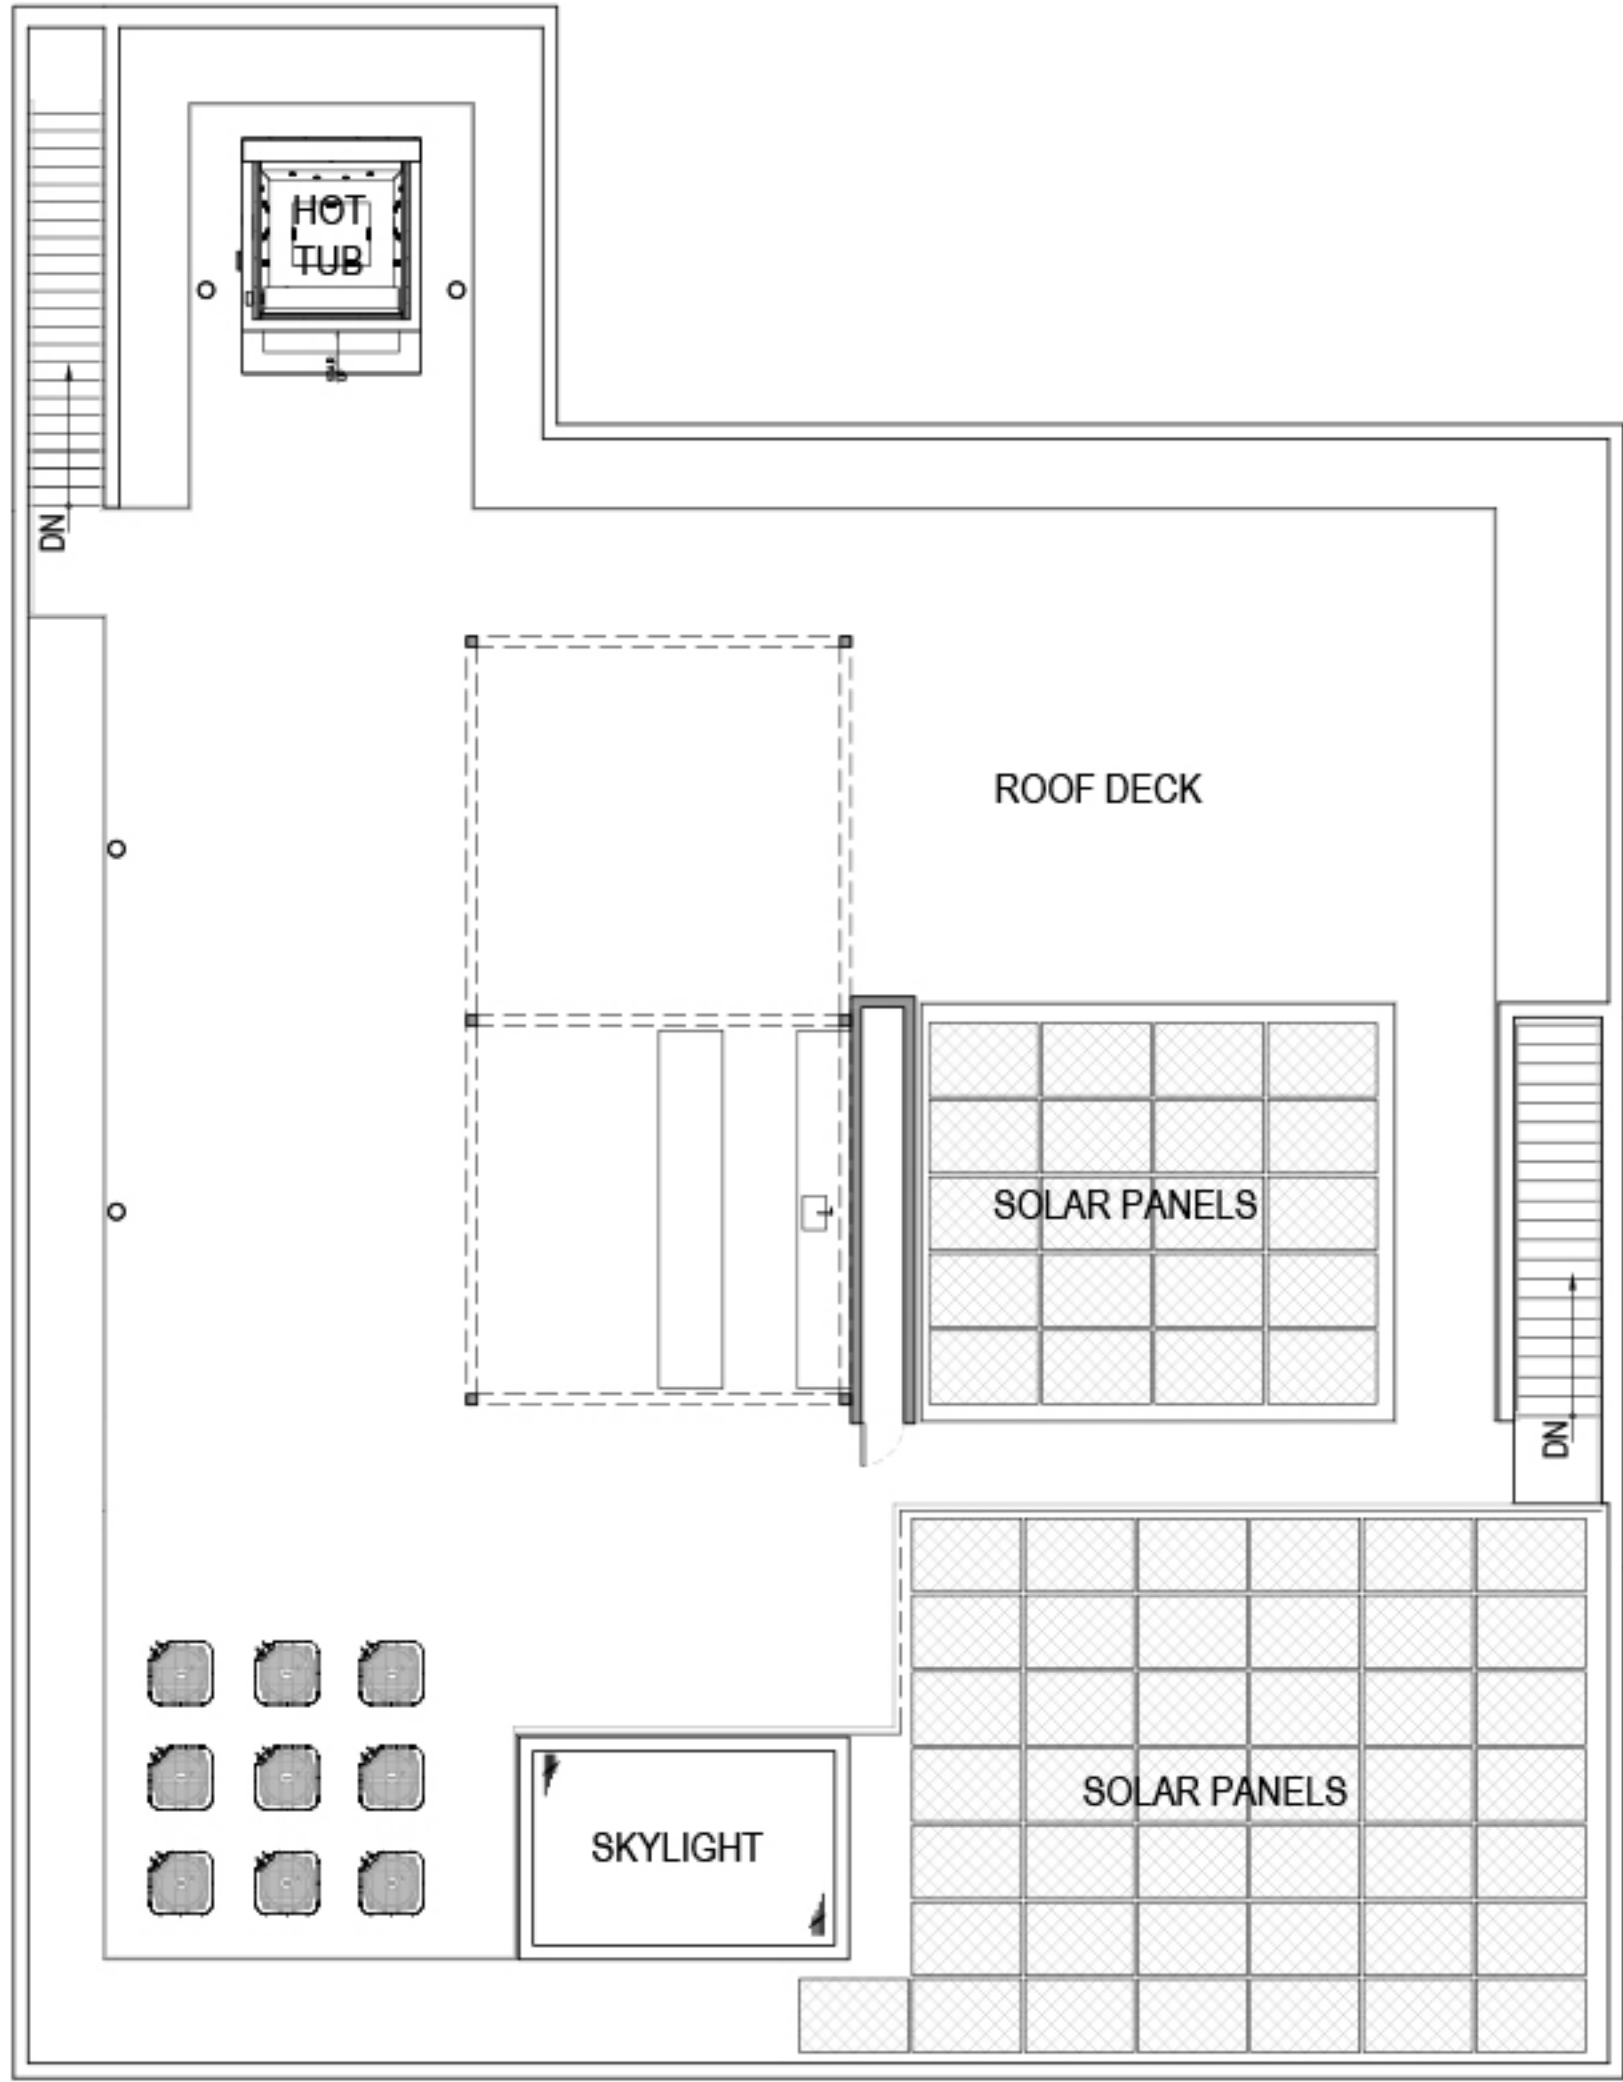 HOT
TUB
DN
ROOF DECK
SOLAR PANELS
DN
SOLAR PANELS
SKYLIGHT